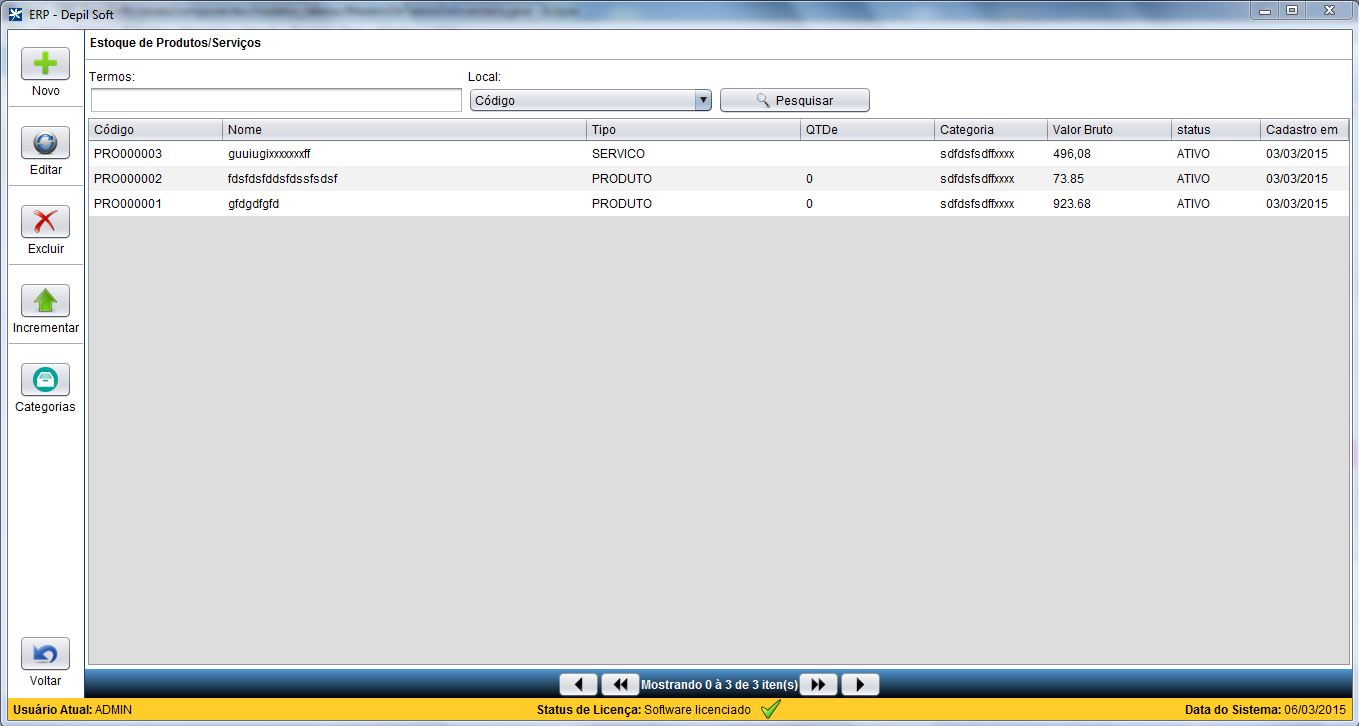 ERP - Depil Soft
Estoque de Produtos/Serviços
Novo
Editar
Excluir
Incrementar
Categorias
Voltar
Termos: Local:
Código Pesquisar
Código Nome Tipo QTDe Categoria Valor Bruto status Cadastro em
PRO000003 guuiugixxxxxxxff SERVICO sdfdsfsdffxxxx 496,08 ATIVO 03/03/2015
PRO000002 fdsfdsfddsfdssfsdsf PRODUTO 0 sdfdsfsdffxxxx 73.85 ATIVO 03/03/2015
PRO000001 gfdgdfgfd PRODUTO 0 sdfdsfsdffxxxx 923.68 ATIVO 03/03/2015
Mostrando 0 à 3 de 3 iten(s)
Usuário Atual: ADMIN Status de Licença: Software licenciado Data do Sistema: 06/03/2015